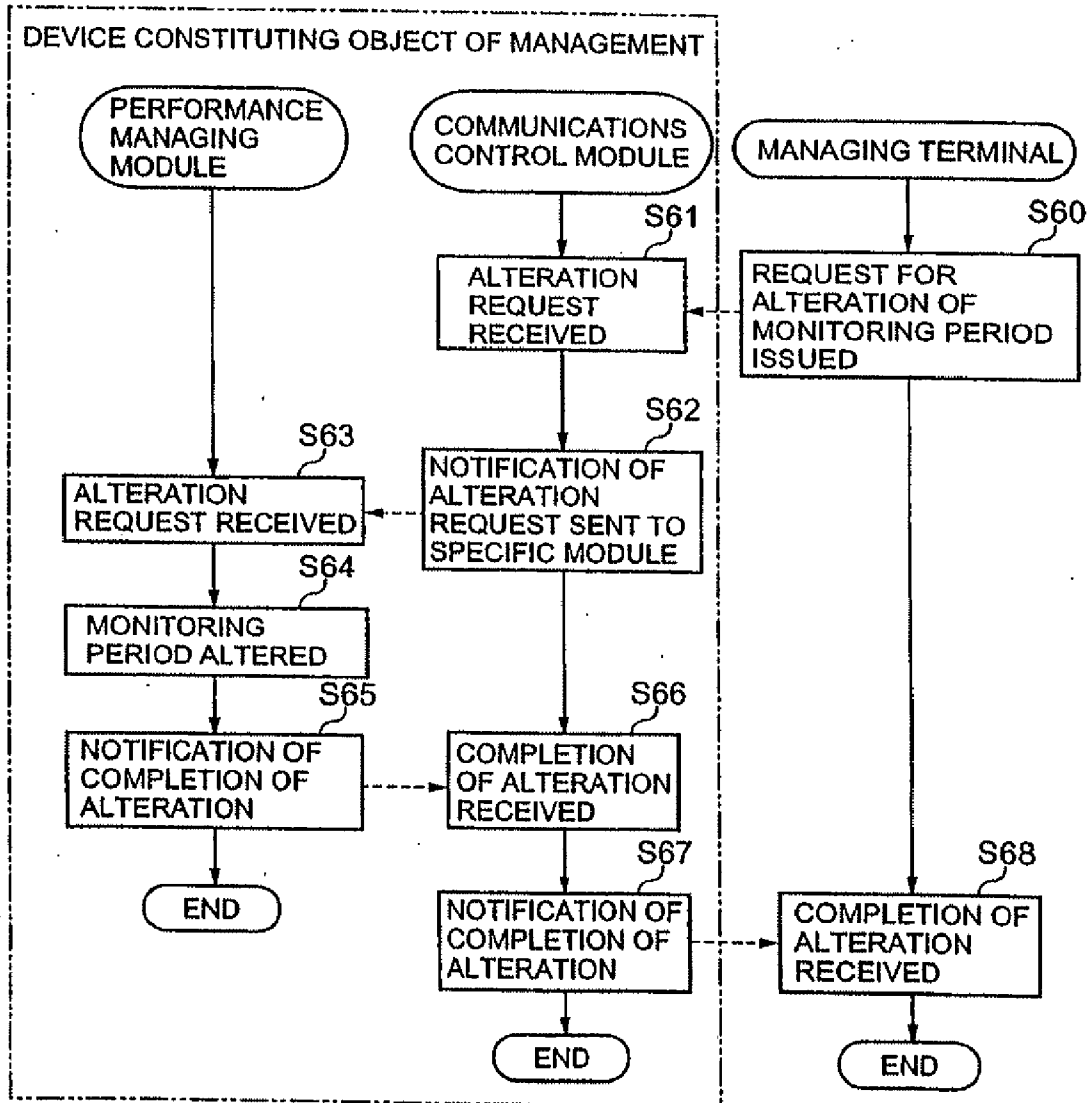 DEVICE CONSTITUTING OBJECT OF MANAGEMENT
PERFORMANCE
MANAGING
MODULE
COMMUNICATIONS
CONTROL MODULE
MANAGING TERMINAL
S60
REQUEST FOR
ALTERATION OF
MONITORING PERIOD
ISSUED
S61
ALTERATION
REQUEST
RECEIVED
S62
NOTIFICATION OF
ALTERATION
REQUEST SENT TO
SPECIFIC MODULE
S63
ALTERATION
REQUEST RECEIVED
S64
MONITORING
PERIOD ALTERED
S65
NOTIFICATION OF
COMPLETION OF
ALTERATION
END
S66
COMPLETION
OF ALTERATION
RECEIVED
S67
NOTIFICATION OF
COMPLETION OF
ALTERATION
END
S68
COMPLETION OF
ALTERATION
RECEIVED
END